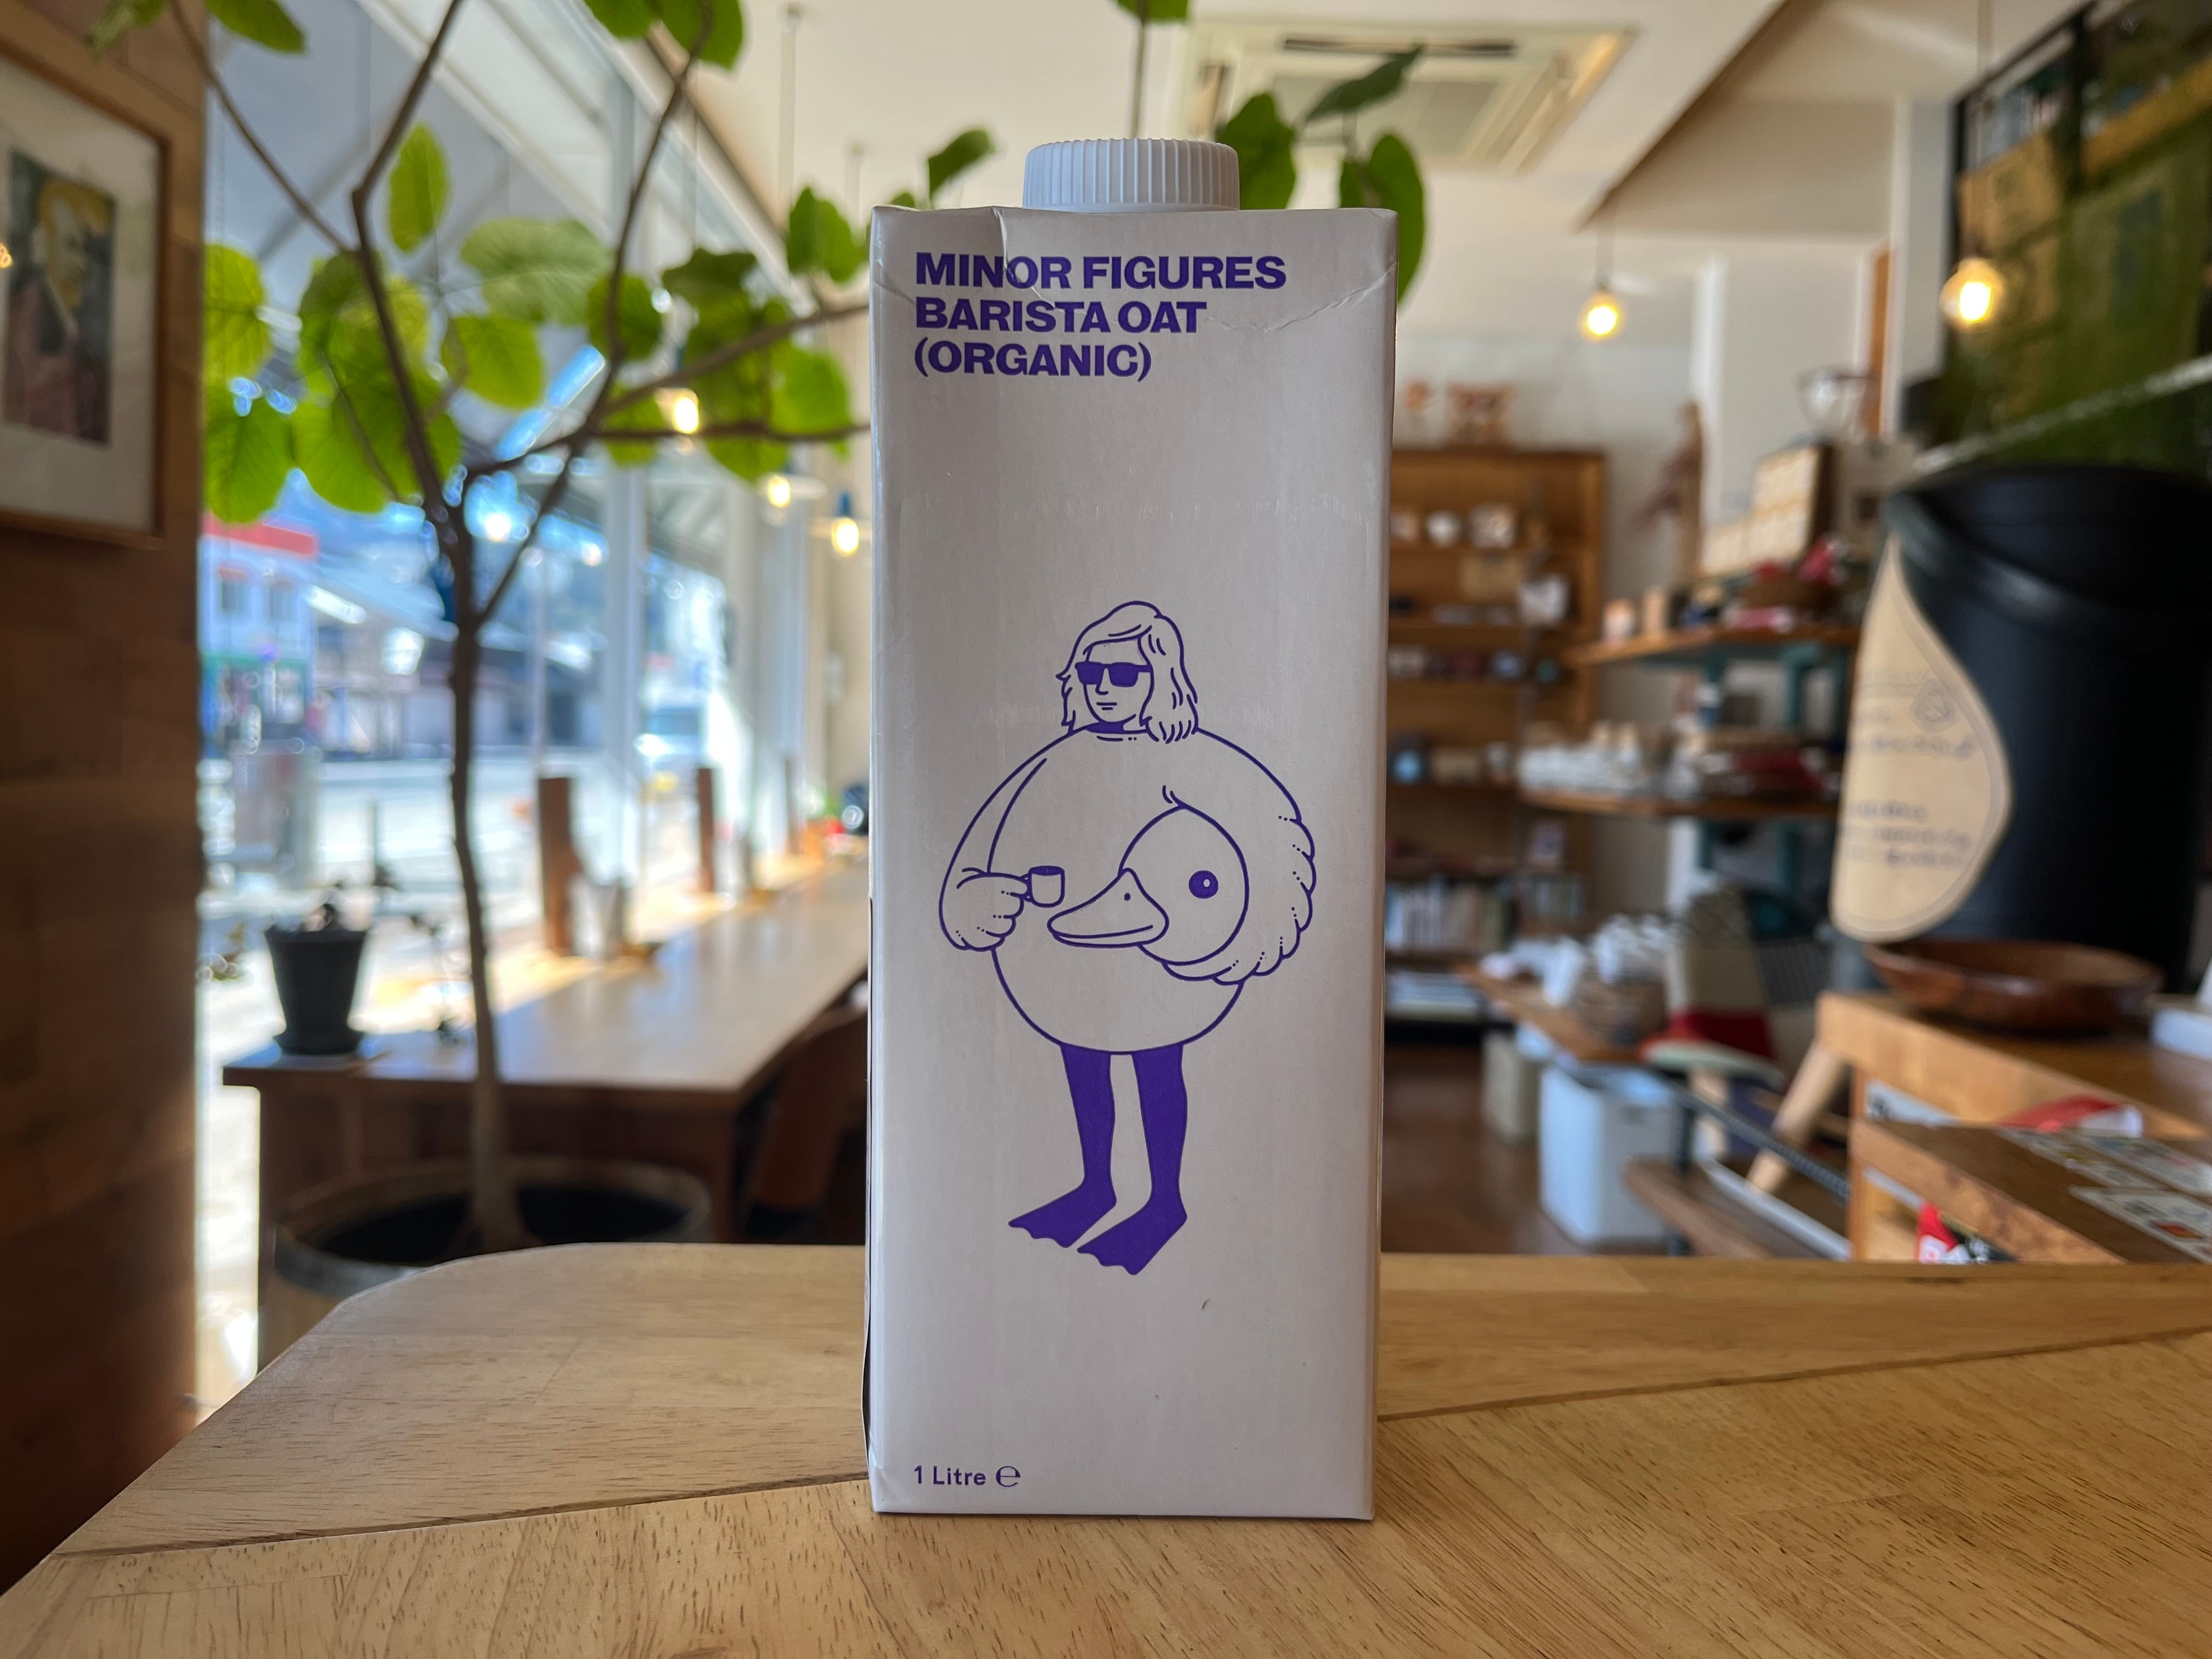 MINOR FIGURES
BARISTA OAT
(ORGANIC)
1 Litre ℮